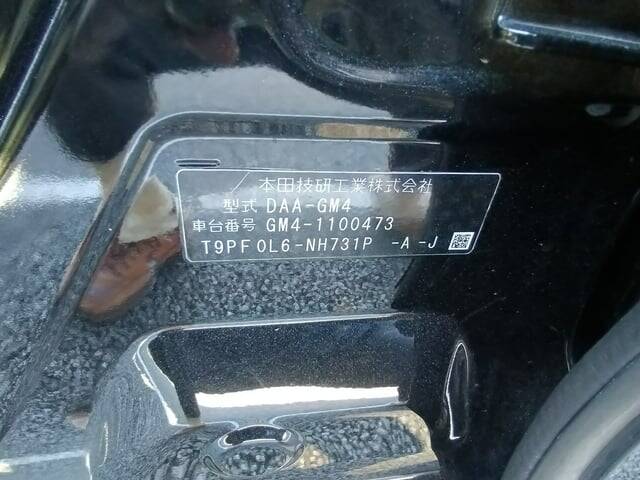 本田技研工業株式会社
型式 DAA-GM4
車台番号 GM4-1100473
T9PF0L6-NH731P -A-J